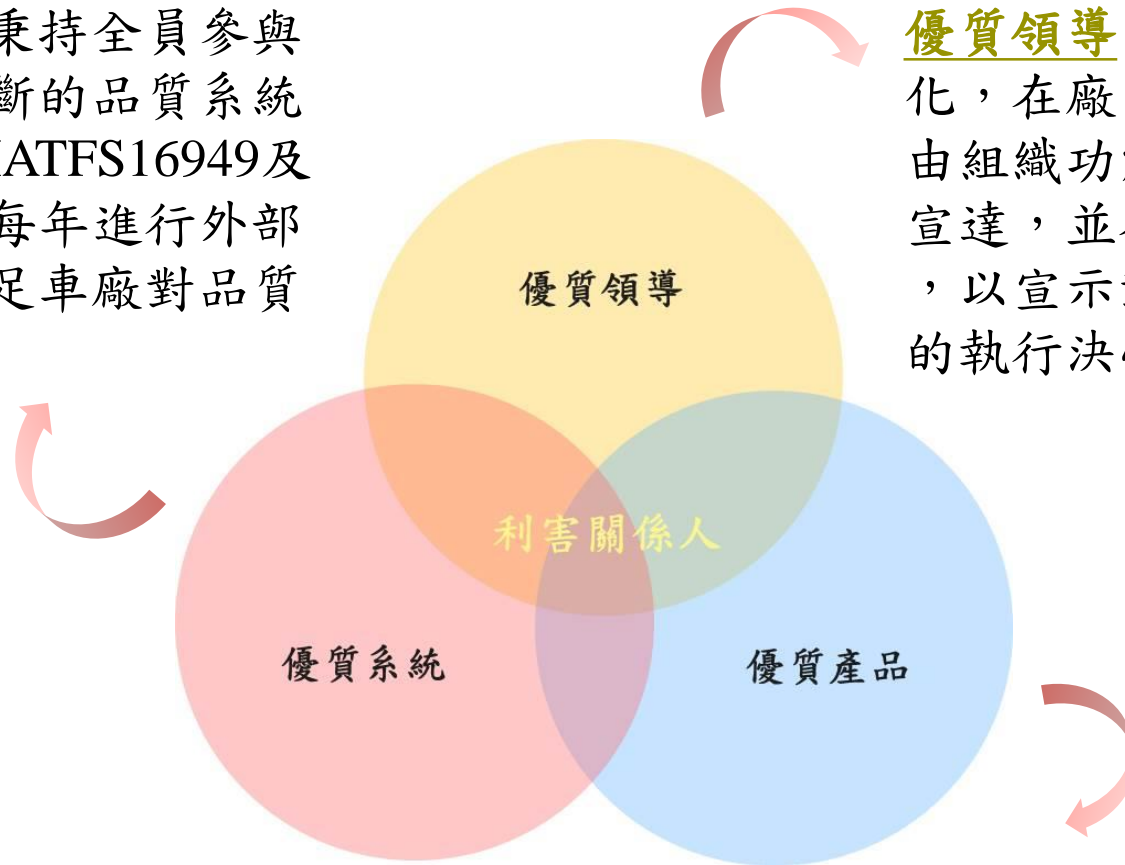 秉持全員參與
斷的品質系統
IATFS16949及
每年進行外部
足車廠對品質
優質領導
化，在廠
由組織功
宣達，並
，以宣示
的執行決
優質領導
利害關係人
優質系統
優質產品